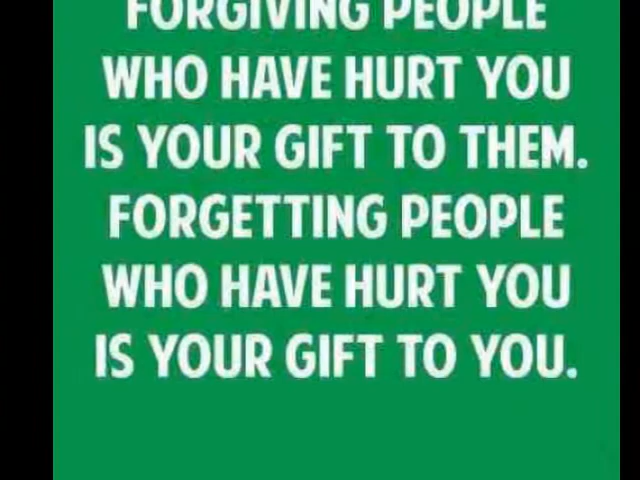 FORGIVING PEOPLE
WHO HAVE HURT YOU
IS YOUR GIFT TO THEM.
FORGETTING PEOPLE
WHO HAVE HURT YOU
IS YOUR GIFT TO YOU.